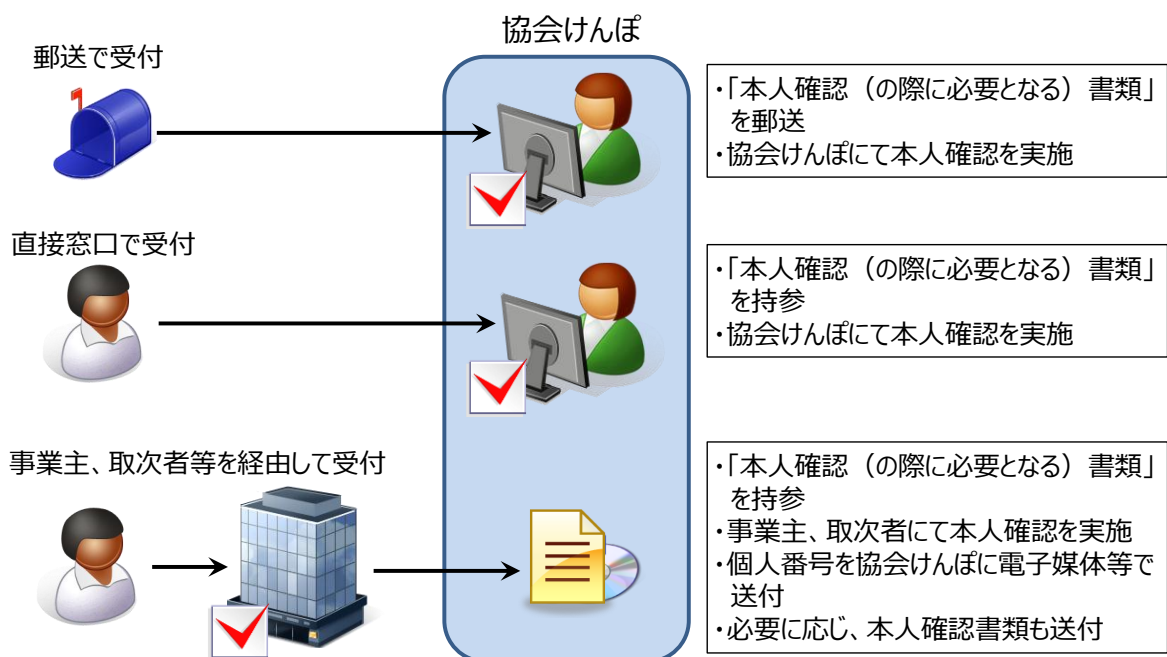 協会けんぽ
郵送で受付
・「本人確認（の際に必要となる）書類」
を郵送
・協会けんぽにて本人確認を実施
直接窓口で受付
・「本人確認（の際に必要となる）書類」
を持参
・協会けんぽにて本人確認を実施
事業主、取次者等を経由して受付
・「本人確認（の際に必要となる）書類」
を持参
・事業主、取次者にて本人確認を実施
・個人番号を協会けんぽに電子媒体等で
送付
・必要に応じ、本人確認書類も送付